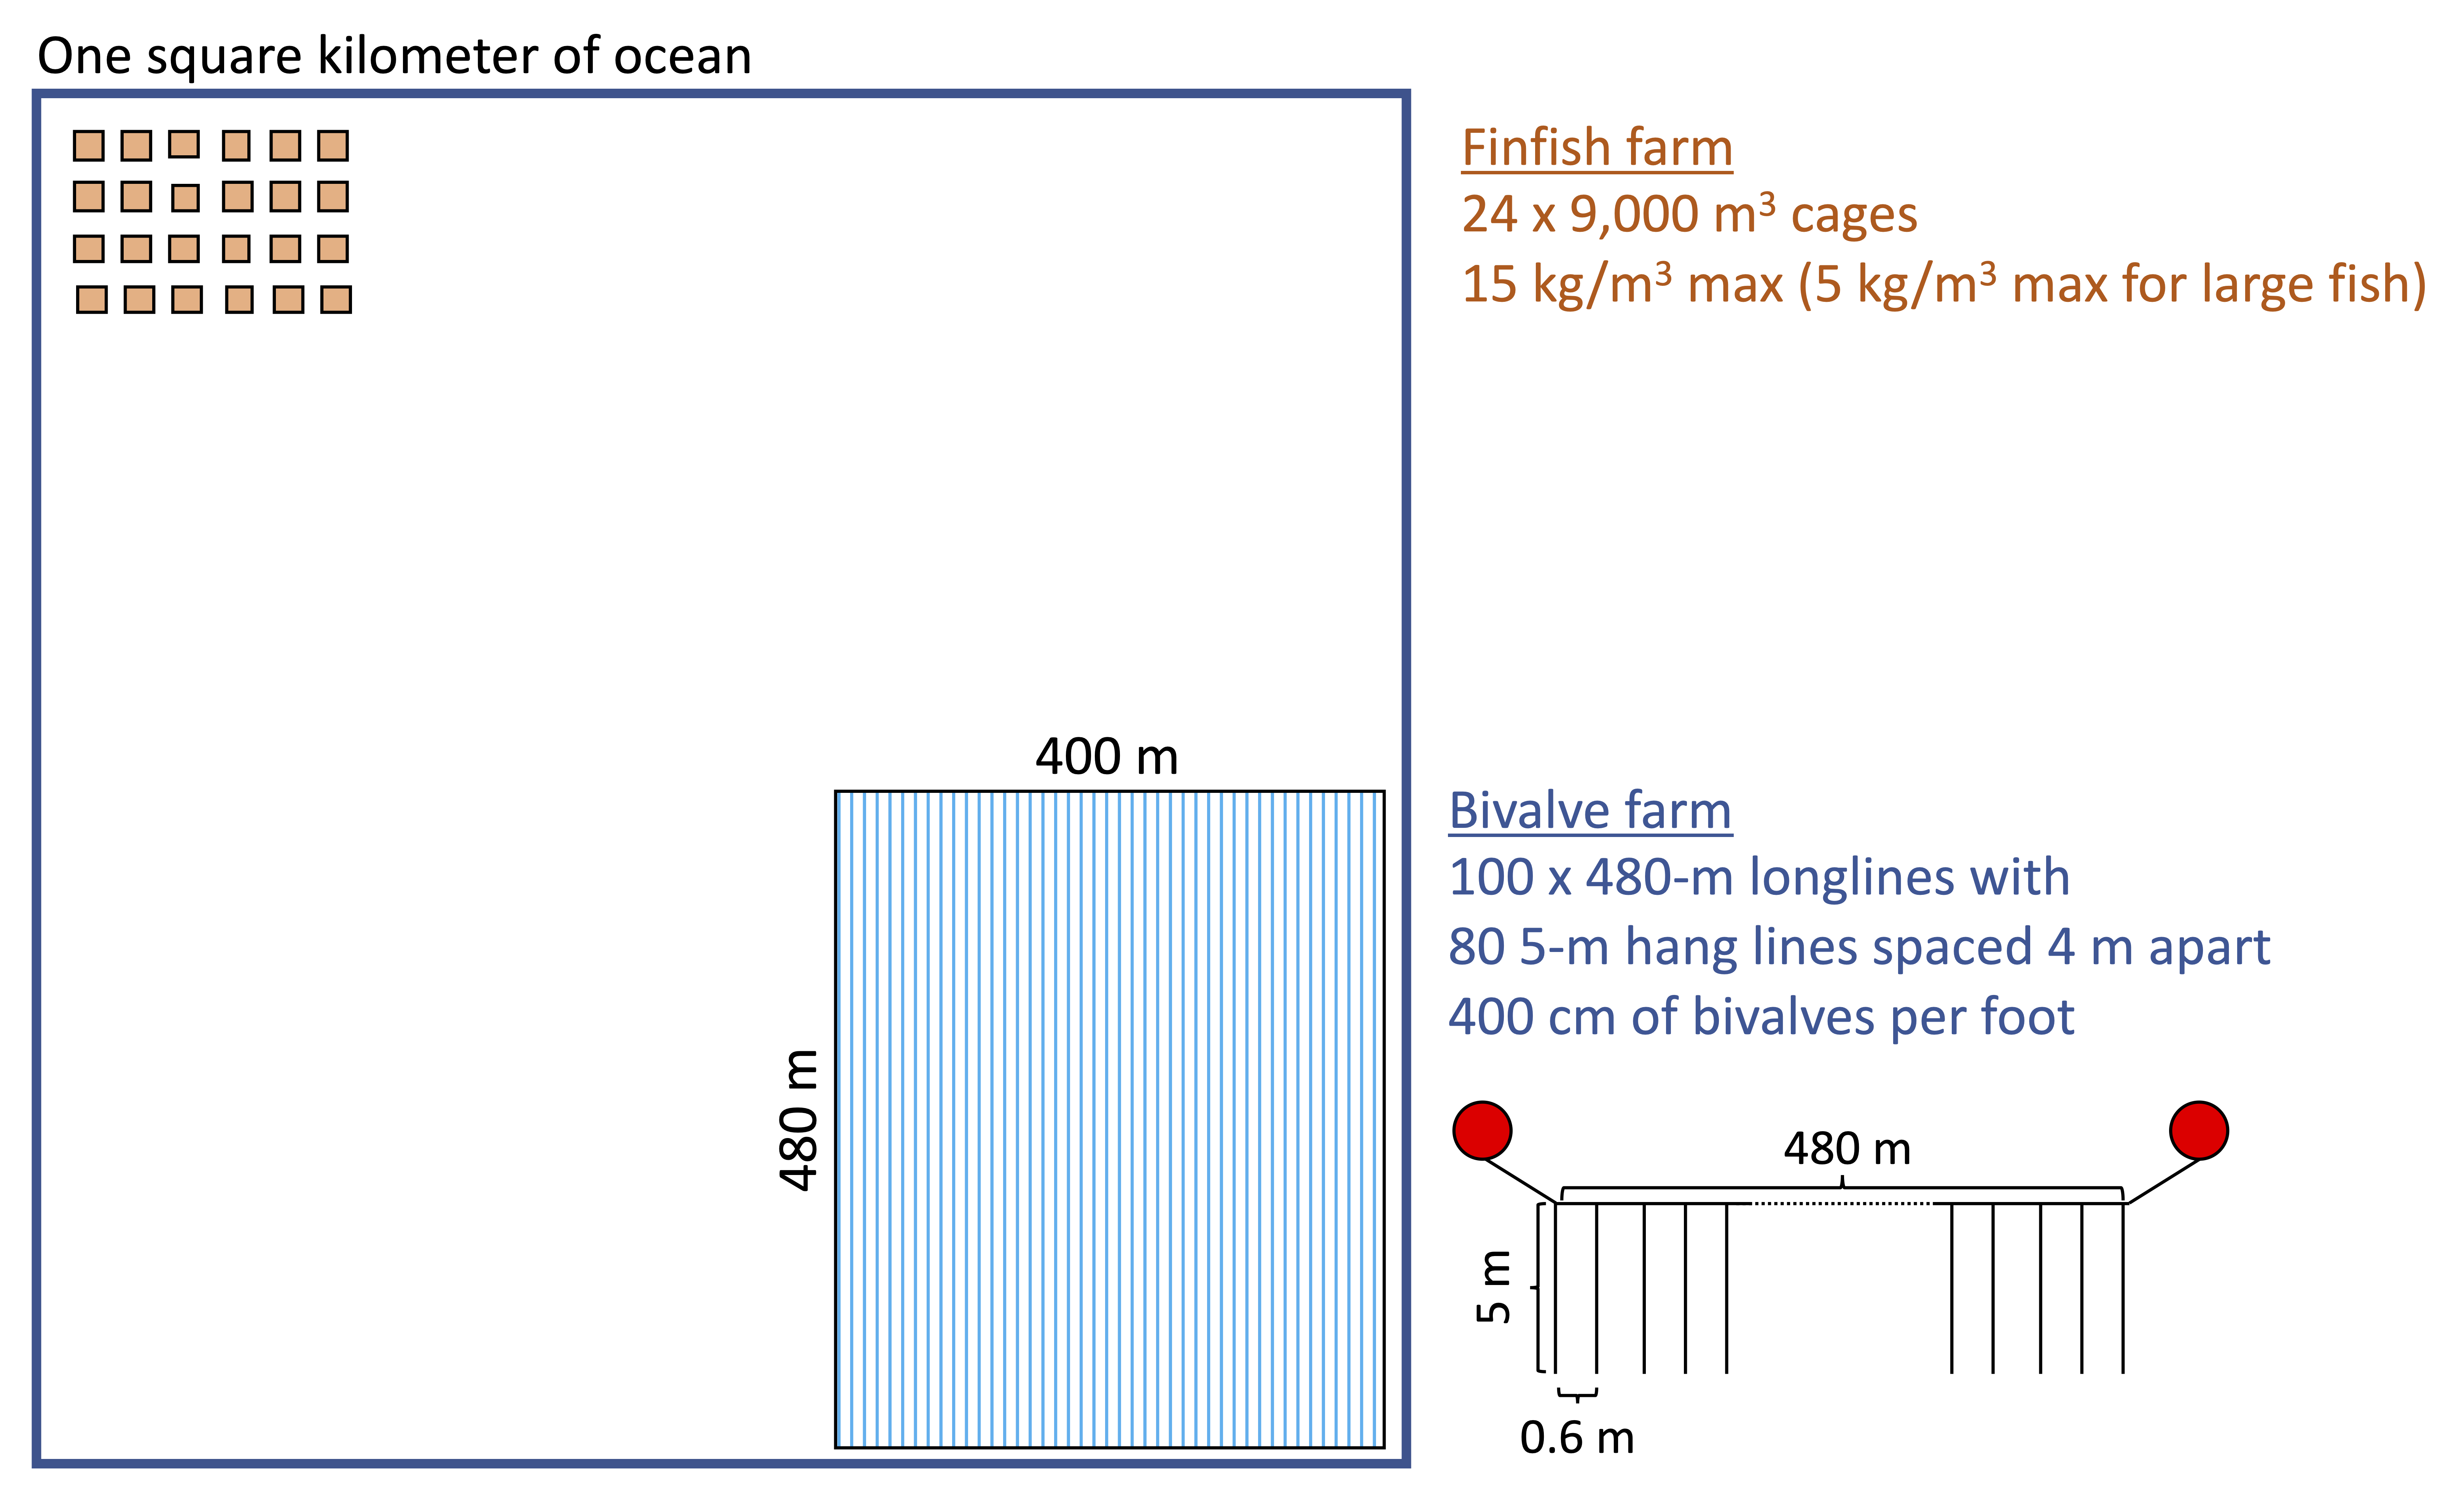 One square kilometer of ocean
Finfish farm
24 x 9,000 m³ cages
15 kg/m³ max (5 kg/m³ max for large fish)
400 m
480 m
Bivalve farm
100 x 480-m longlines with
80 5-m hang lines spaced 4 m apart
400 cm of bivalves per foot
480 m
5 m
0.6 m